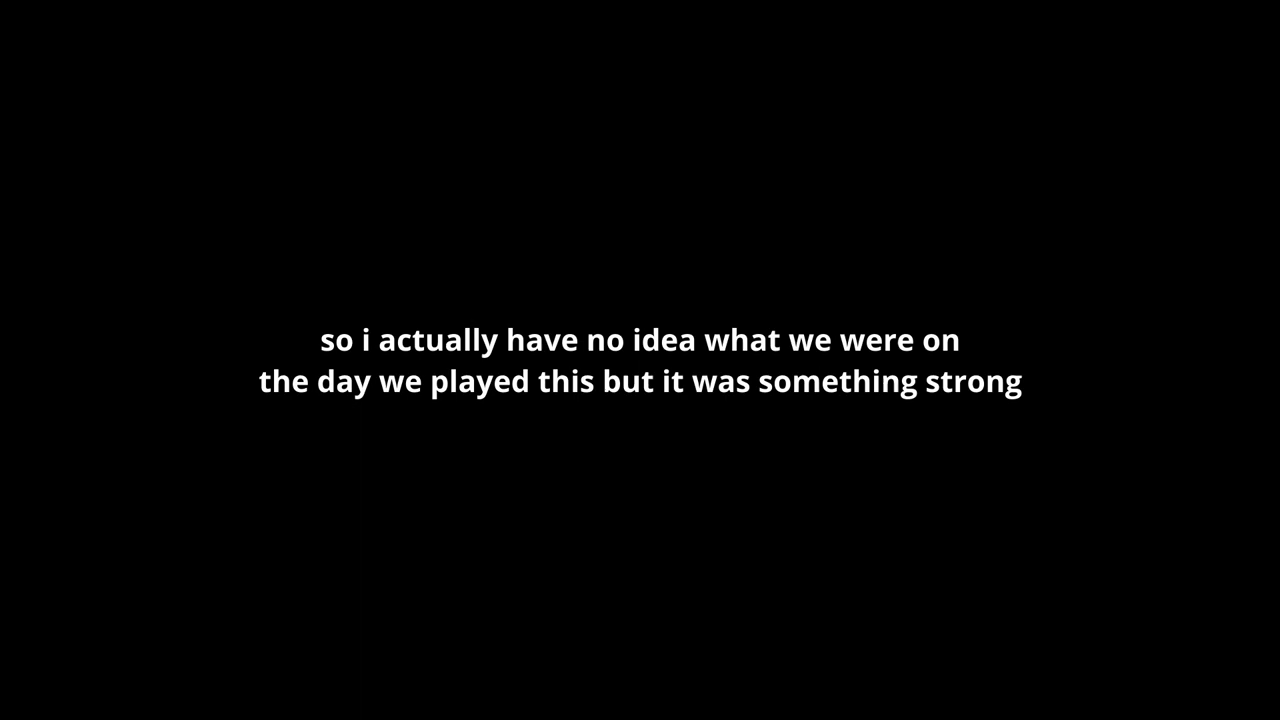 so i actually have no idea what we were on
the day we played this but it was something strong